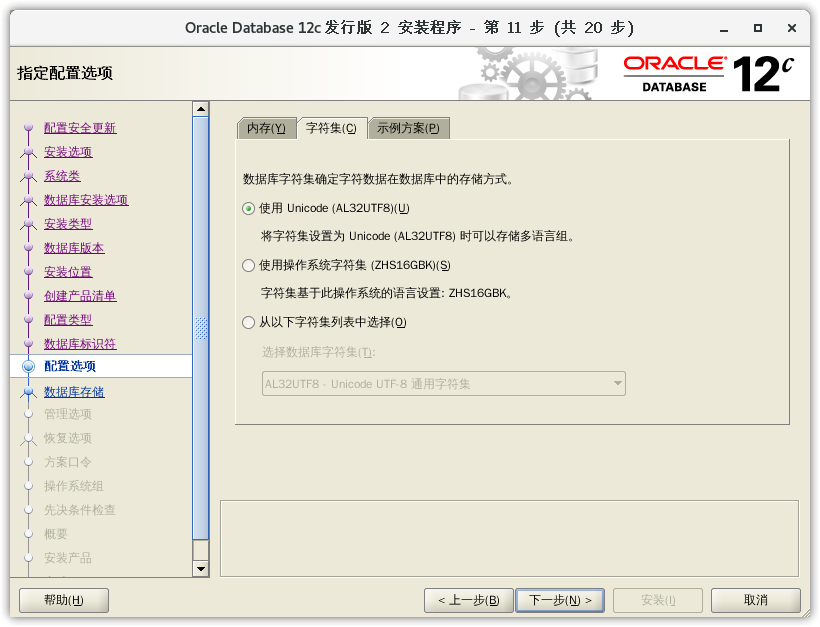 Oracle Database 12c 发行版 2 安装程序 - 第 11 步 (共 20 步)
指定配置选项
ORACLE®
DATABASE
12c
配置安全更新
安装选项
系统类
数据库安装选项
安装类型
数据库版本
安装位置
创建产品清单
配置类型
数据库标识符
配置选项
数据库存储
管理选项
恢复选项
方案口令
操作系统组
先决条件检查
概要
安装产品
内存(Y) 字符集(C) 示例方案(P)
数据库字符集确定字符数据在数据库中的存储方式。
使用 Unicode (AL32UTF8)(U)
将字符集设置为 Unicode (AL32UTF8) 时可以存储多语言组。
使用操作系统字符集 (ZHS16GBK)(S)
字符集基于此操作系统的语言设置: ZHS16GBK。
从以下字符集列表中选择(O)
选择数据库字符集(T):
AL32UTF8 - Unicode UTF-8 通用字符集
帮助(H) < 上一步(B) 下一步(N) > 安装(I) 取消